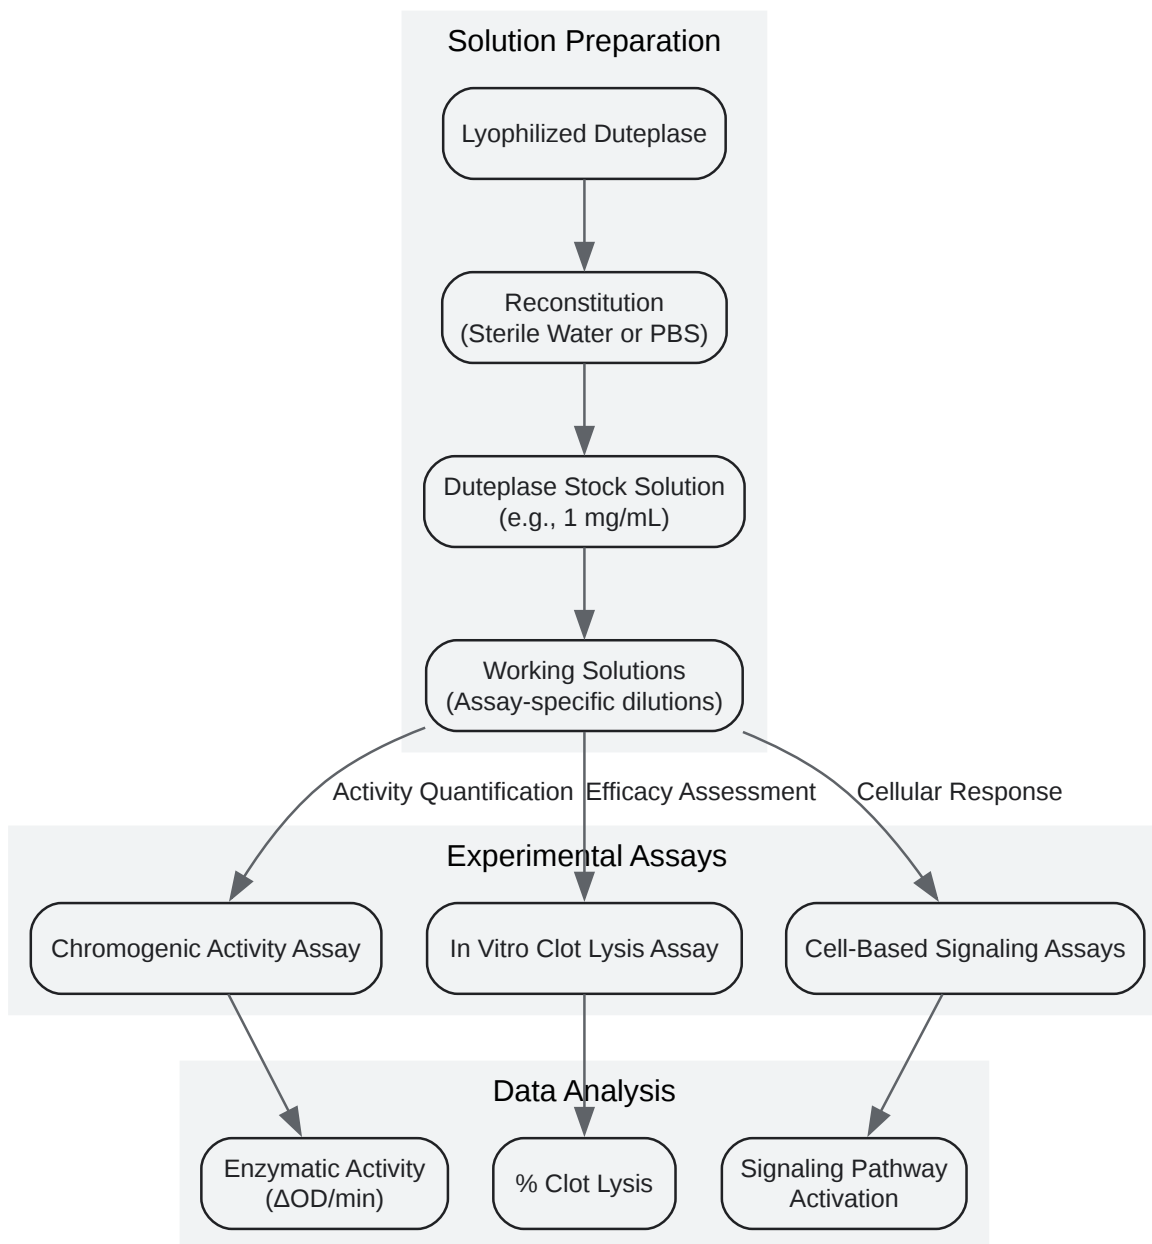 Solution Preparation
Lyophilized Duteplase
Reconstitution
(Sterile Water or PBS)
Duteplase Stock Solution
(e.g., 1 mg/mL)
Working Solutions
(Assay-specific dilutions)
Activity Quantification
Efficacy Assessment
Cellular Response
Experimental Assays
Chromogenic Activity Assay
In Vitro Clot Lysis Assay
Cell-Based Signaling Assays
Data Analysis
Enzymatic Activity
(ΔOD/min)
% Clot Lysis
Signaling Pathway
Activation